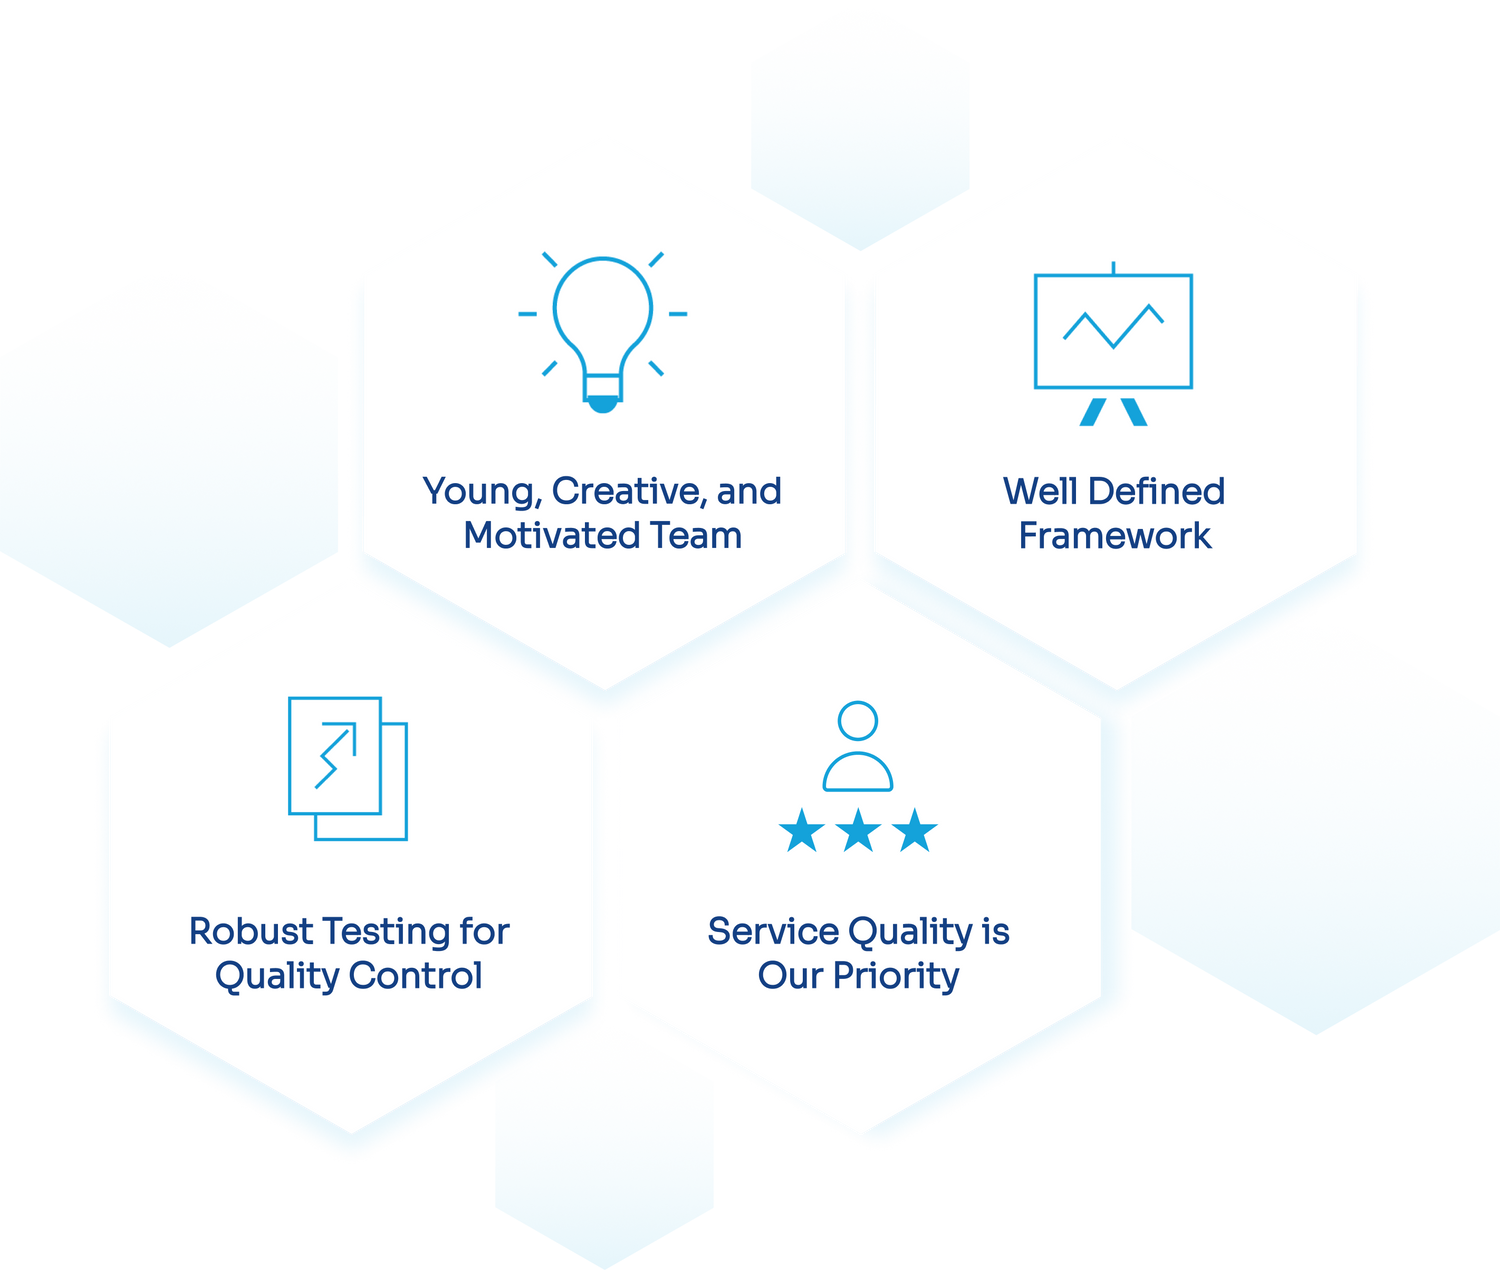 Young, Creative, and
Motivated Team
Well Defined
Framework
Robust Testing for
Quality Control
Service Quality is
Our Priority